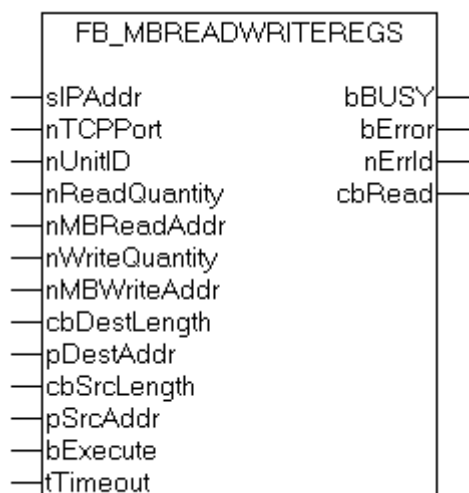 FB_MBREADWRITEREGS
sIPAddr bBUSY
nTCPPort bError
nUnitID nErrId
nReadQuantity cbRead
nMBReadAddr
nWriteQuantity
nMBWriteAddr
cbDestLength
pDestAddr
cbSrcLength
pSrcAddr
bExecute
tTimeout